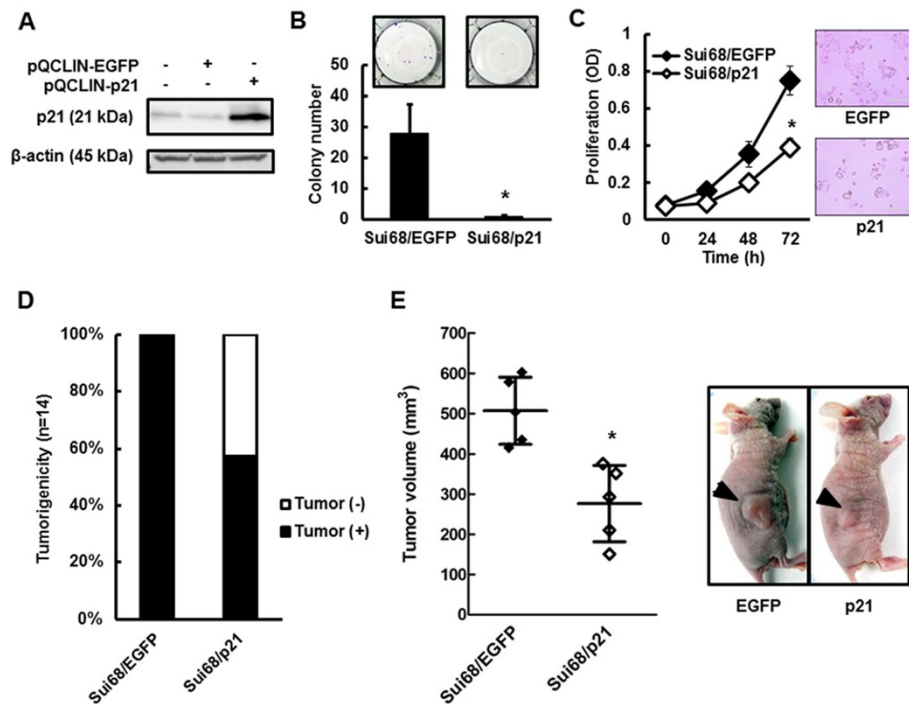 A
pQCLIN-EGFP - + -
pQCLIN-p21 - - +
p21 (21 kDa)
β-actin (45 kDa)
B
Colony number
50
40
30
20
10
0
Sui68/EGFP
Sui68/p21
*
C
Proliferation (OD)
1
0.8
0.6
0.4
0.2
0
Sui68/EGFP
Sui68/p21
*
0 24 48 72
Time (h)
EGFP
p21
D
Tumorigenicity (n=14)
100%
80%
60%
40%
20%
0%
Sui68/EGFP
Sui68/p21
Tumor (-)
Tumor (+)
E
Tumor volume (mm³)
700
600
500
400
300
200
100
0
*
Sui68/EGFP
Sui68/p21
EGFP
p21